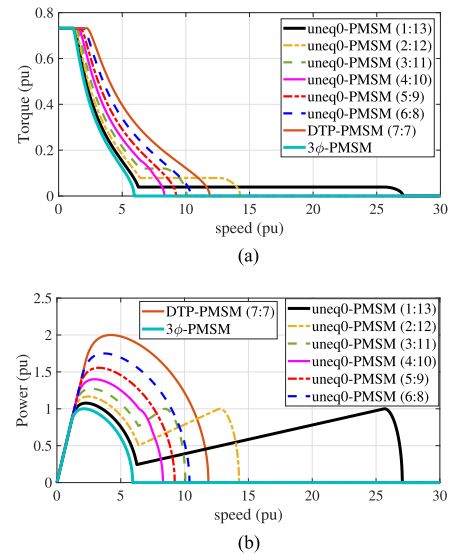 0.8
0.6
0.4
0.2
0
Torque (pu)
0 5 10 15 20 25 30
speed (pu)
uneq0-PMSM (1:13)
uneq0-PMSM (2:12)
uneq0-PMSM (3:11)
uneq0-PMSM (4:10)
uneq0-PMSM (5:9)
uneq0-PMSM (6:8)
DTP-PMSM (7:7)
3ϕ-PMSM
(a)
2.5
2
1.5
1
0.5
0
Power (pu)
0 5 10 15 20 25 30
speed (pu)
DTP-PMSM (7:7)
3ϕ-PMSM
uneq0-PMSM (1:13)
uneq0-PMSM (2:12)
uneq0-PMSM (3:11)
uneq0-PMSM (4:10)
uneq0-PMSM (5:9)
uneq0-PMSM (6:8)
(b)